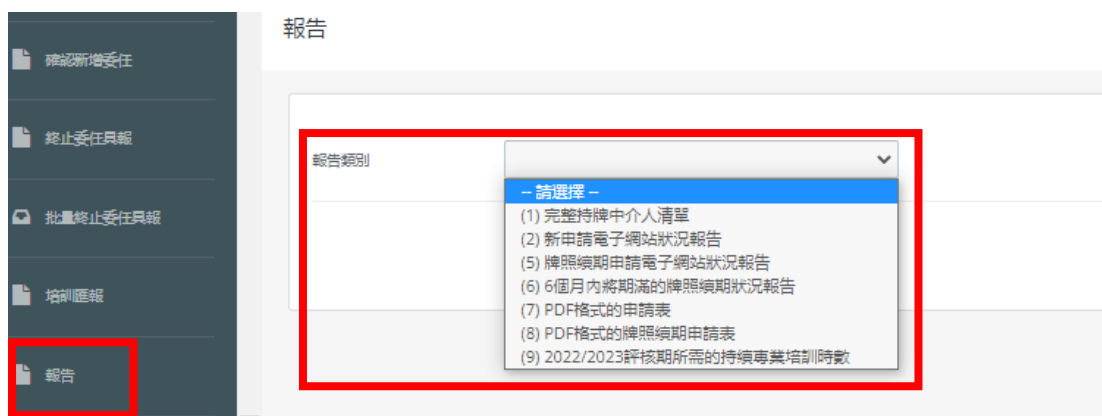 報告
確認新增委任
終止委任具報
批量終止委任具報
培訓匯報
報告
報告類別
-- 請選擇 --
(1) 完整持牌中介人清單
(2) 新申請電子網站狀況報告
(5) 牌照續期申請電子網站狀況報告
(6) 6個月內將期滿的牌照續期狀況報告
(7) PDF格式的申請表
(8) PDF格式的牌照續期申請表
(9) 2022/2023評核期所需的持續專業培訓時數